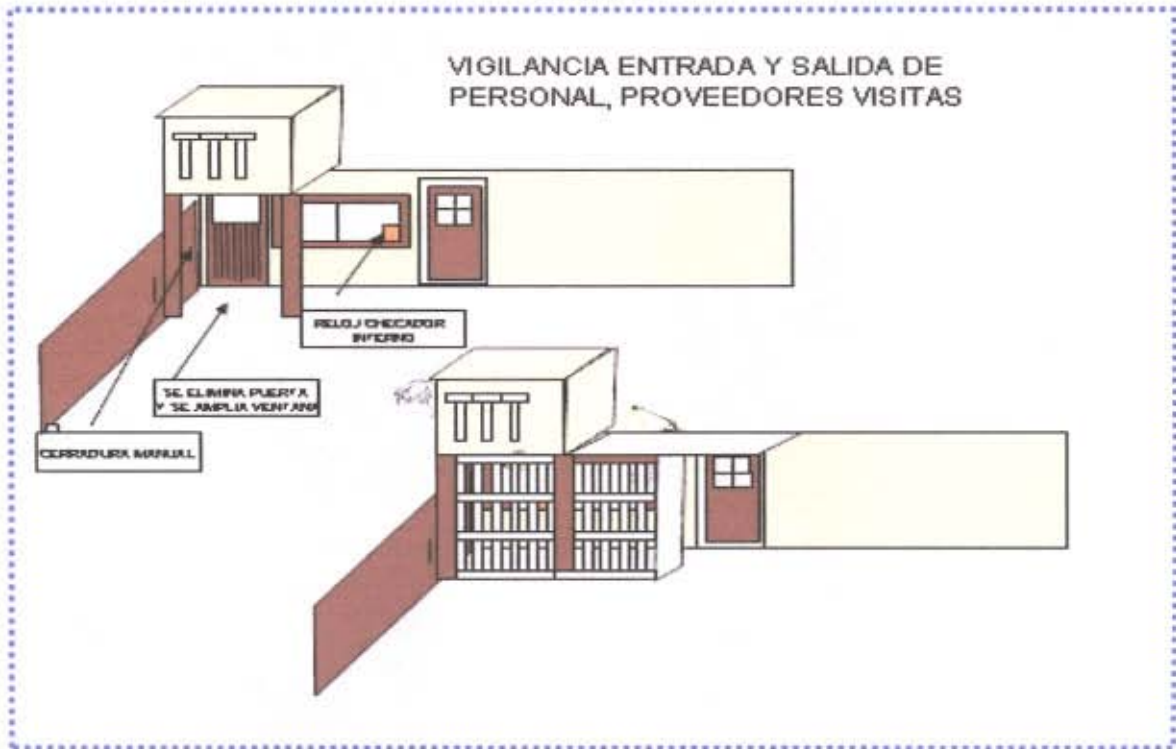 VIGILANCIA ENTRADA Y SALIDA DE
PERSONAL, PROVEEDORES VISITAS
RELOJ CHECADOR
INTERNO
SE ELIMINA PUERTA
Y SE AMPLIA VENTANA
CERRADURA MANUAL